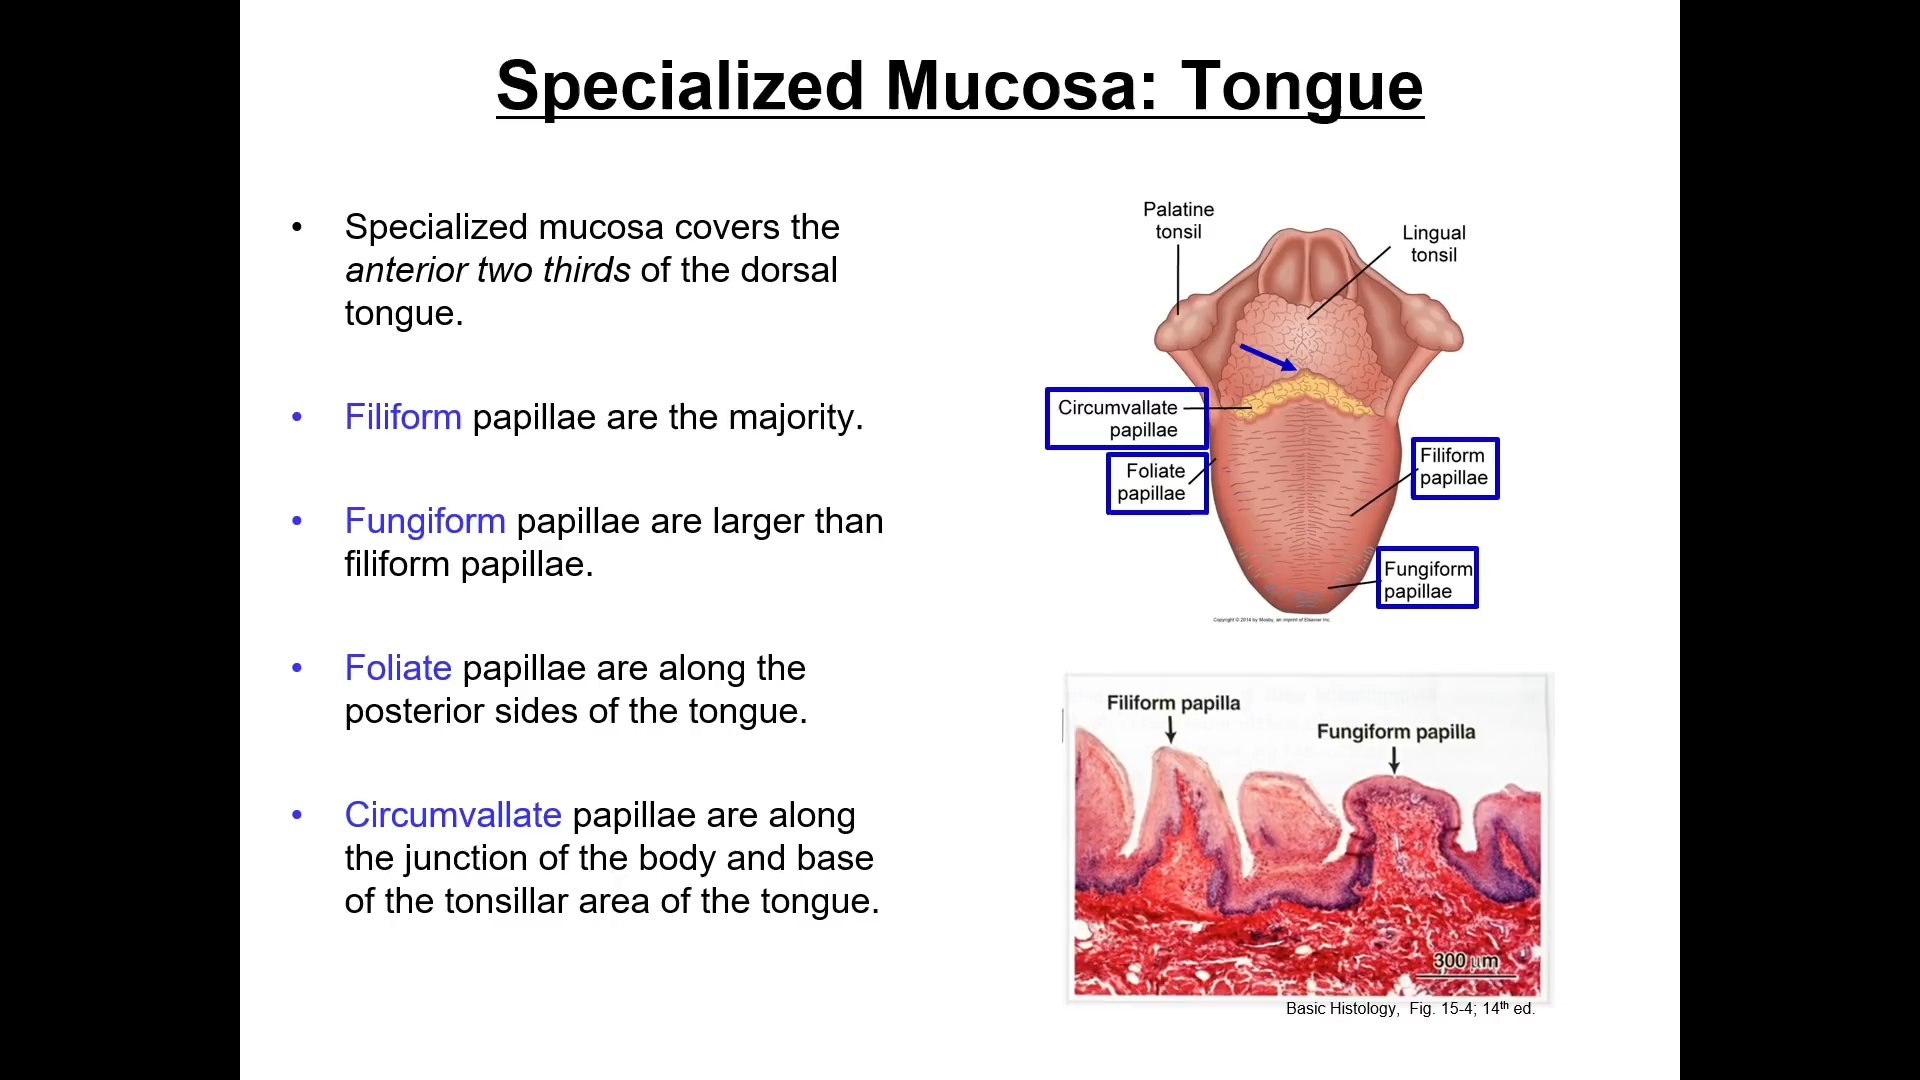 Specialized Mucosa: Tongue
• Specialized mucosa covers the
anterior two thirds of the dorsal
tongue.
• Filiform papillae are the majority.
• Fungiform papillae are larger than
filiform papillae.
• Foliate papillae are along the
posterior sides of the tongue.
• Circumvallate papillae are along
the junction of the body and base
of the tonsillar area of the tongue.
Palatine
tonsil
Lingual
tonsil
Circumvallate
papillae
Foliate
papillae
Filiform
papillae
Fungiform
papillae
Copyright © 2014 by Mosby, an imprint of Elsevier Inc.
Filiform papilla
Fungiform papilla
300 µm
Basic Histology, Fig. 15-4; 14th ed.